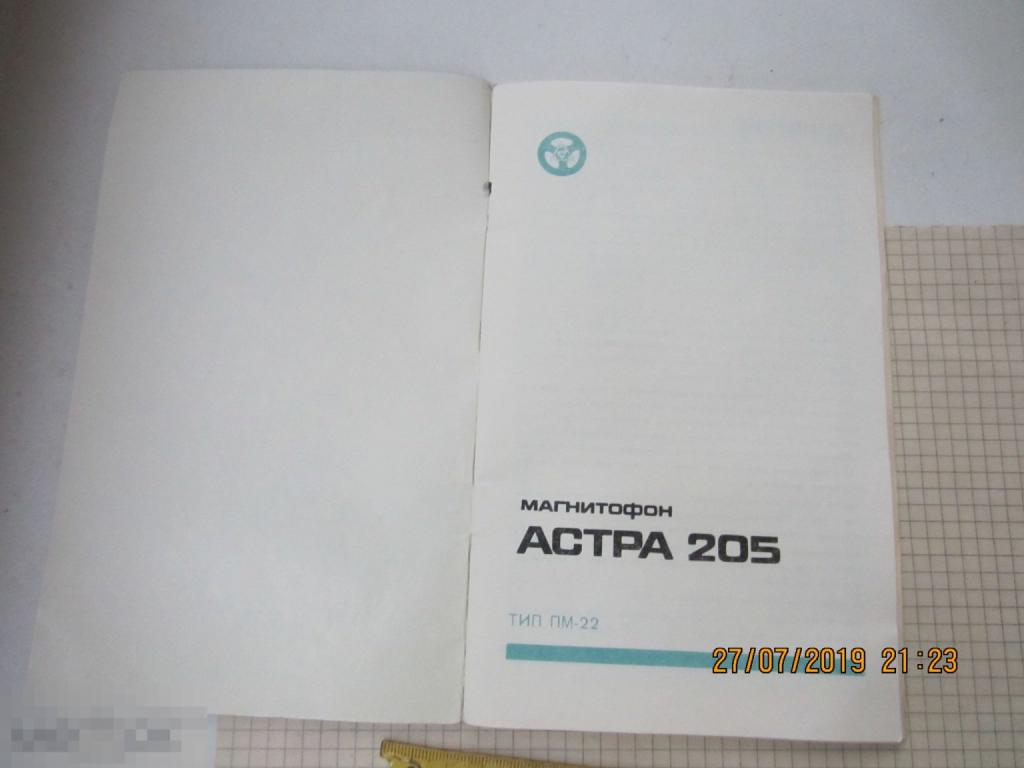 МАГНИТОФОН
АСТРА 205
ТИП ПМ-22
27/07/2019 21:23